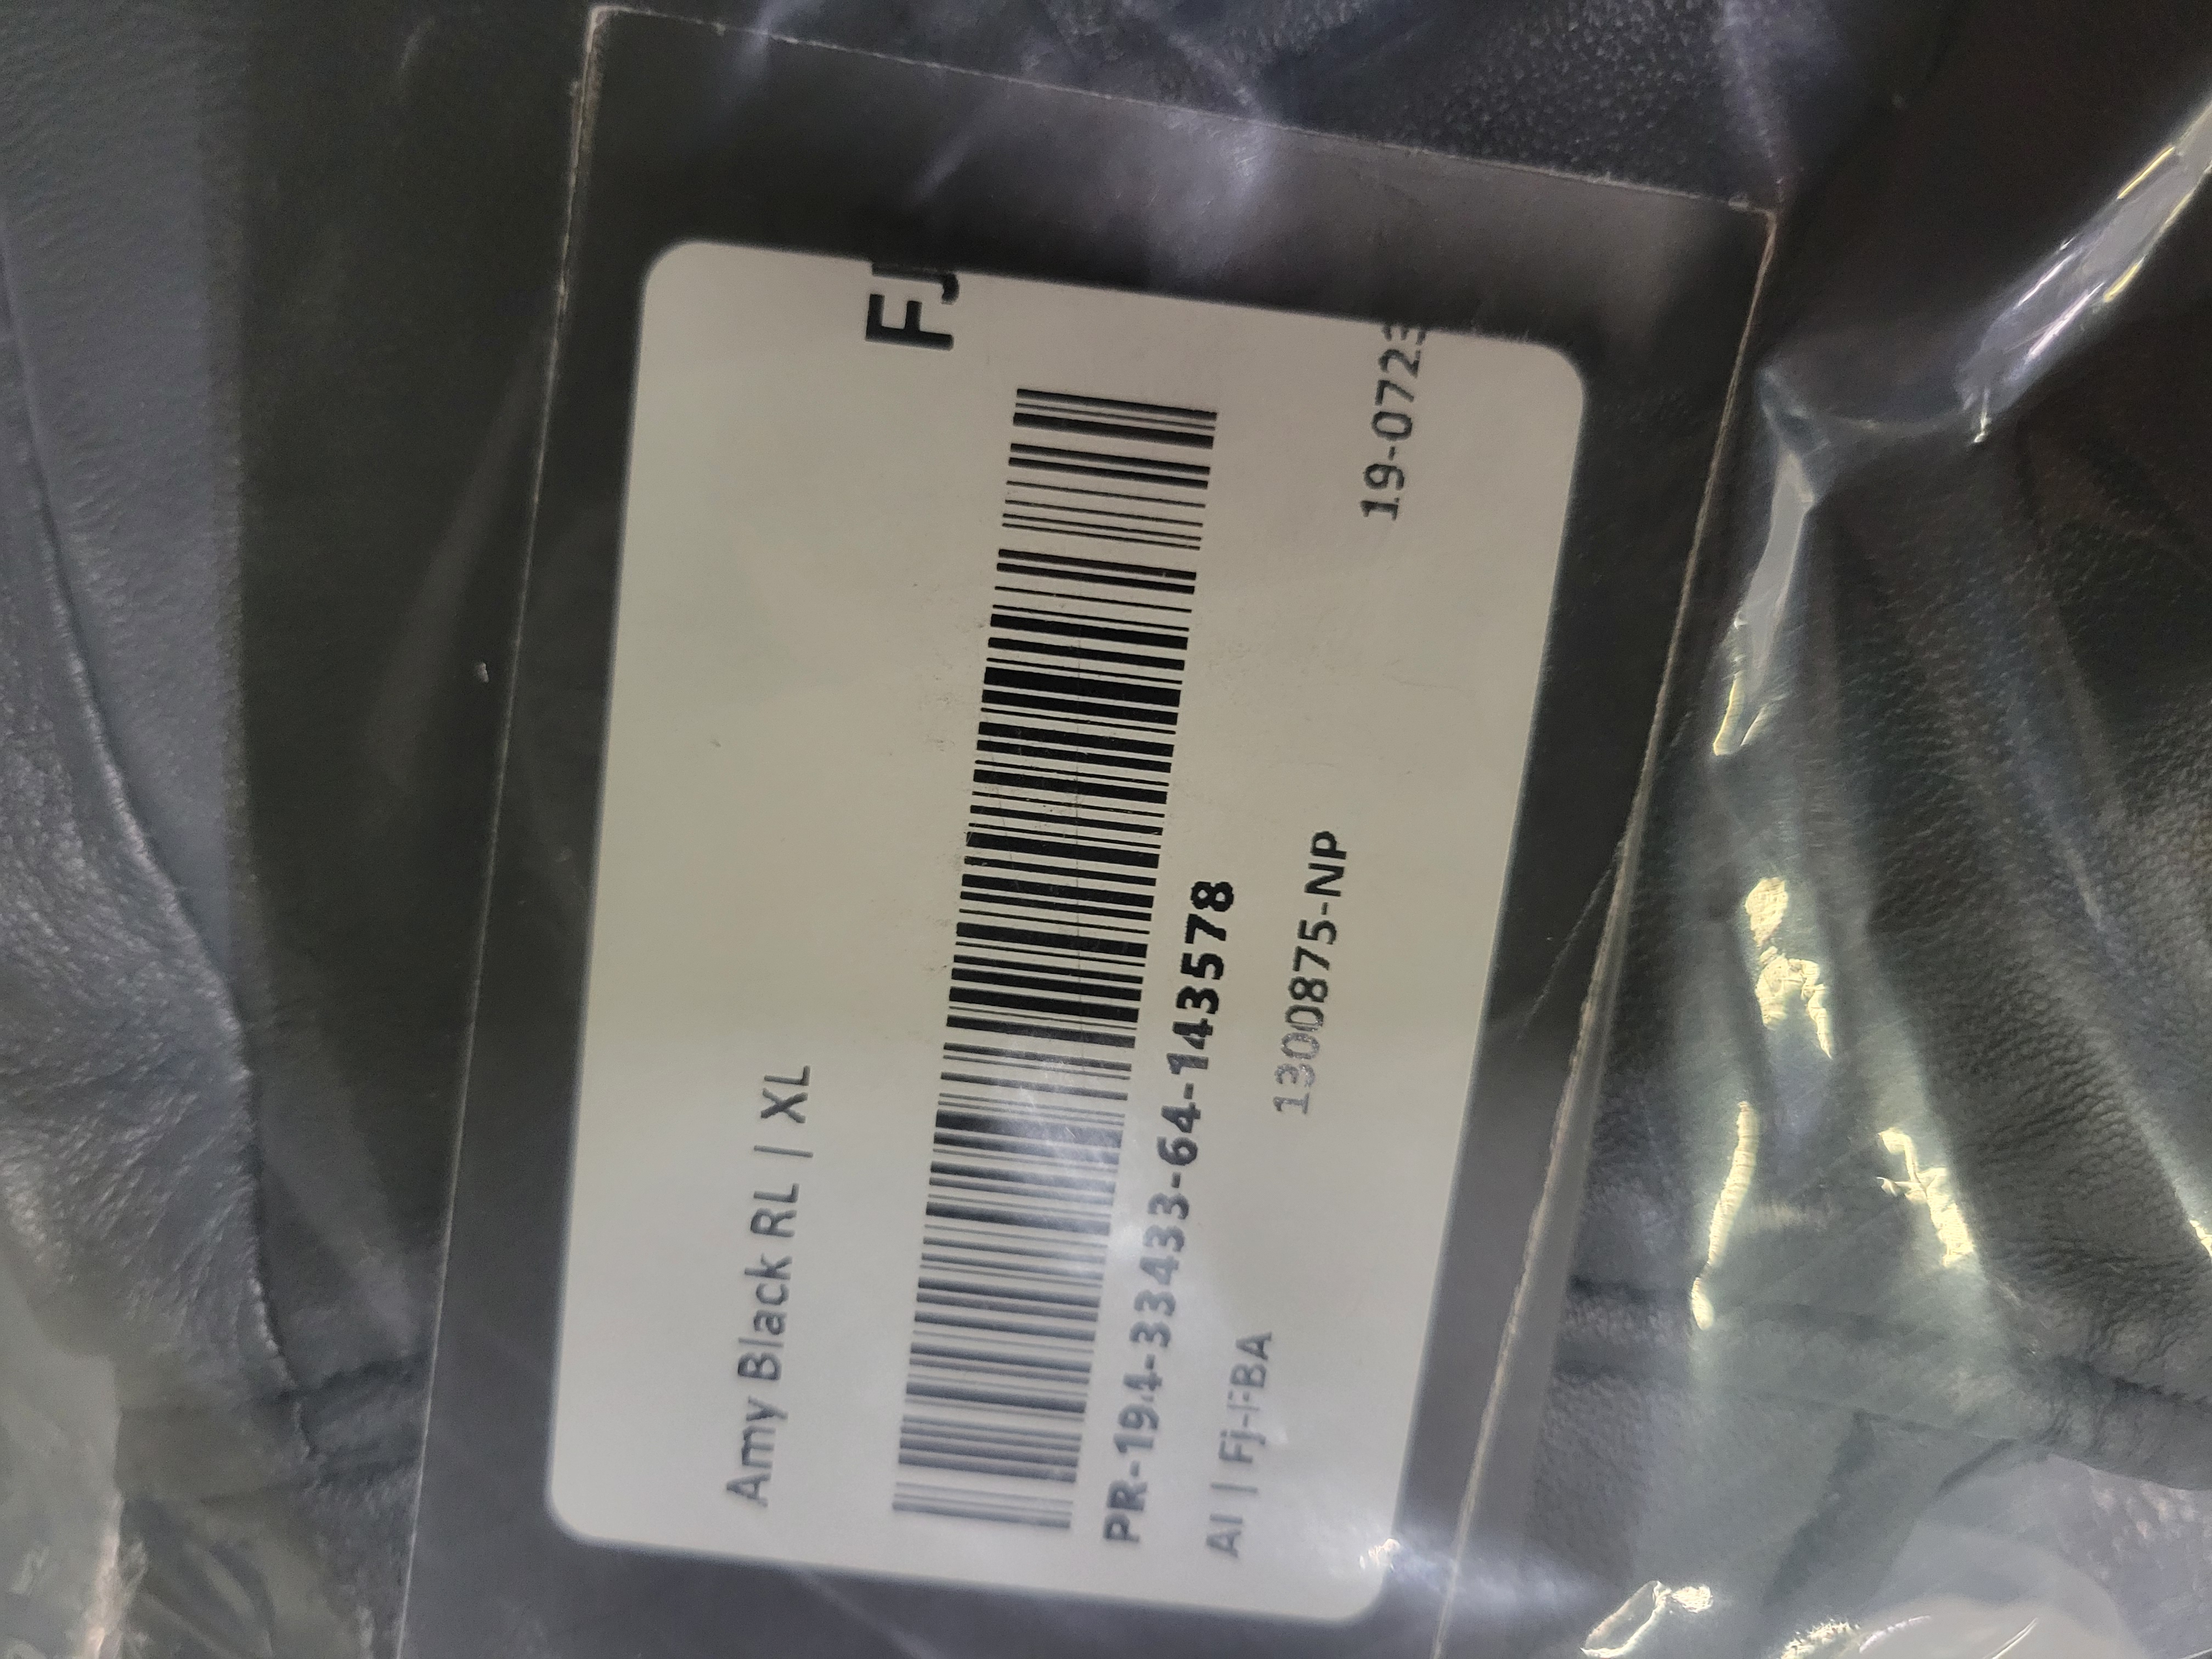 Amy Black RL | XL
FJ
PR-194-33433-64-143578
AI | Fj-FBA
1300875-NP
19-0723